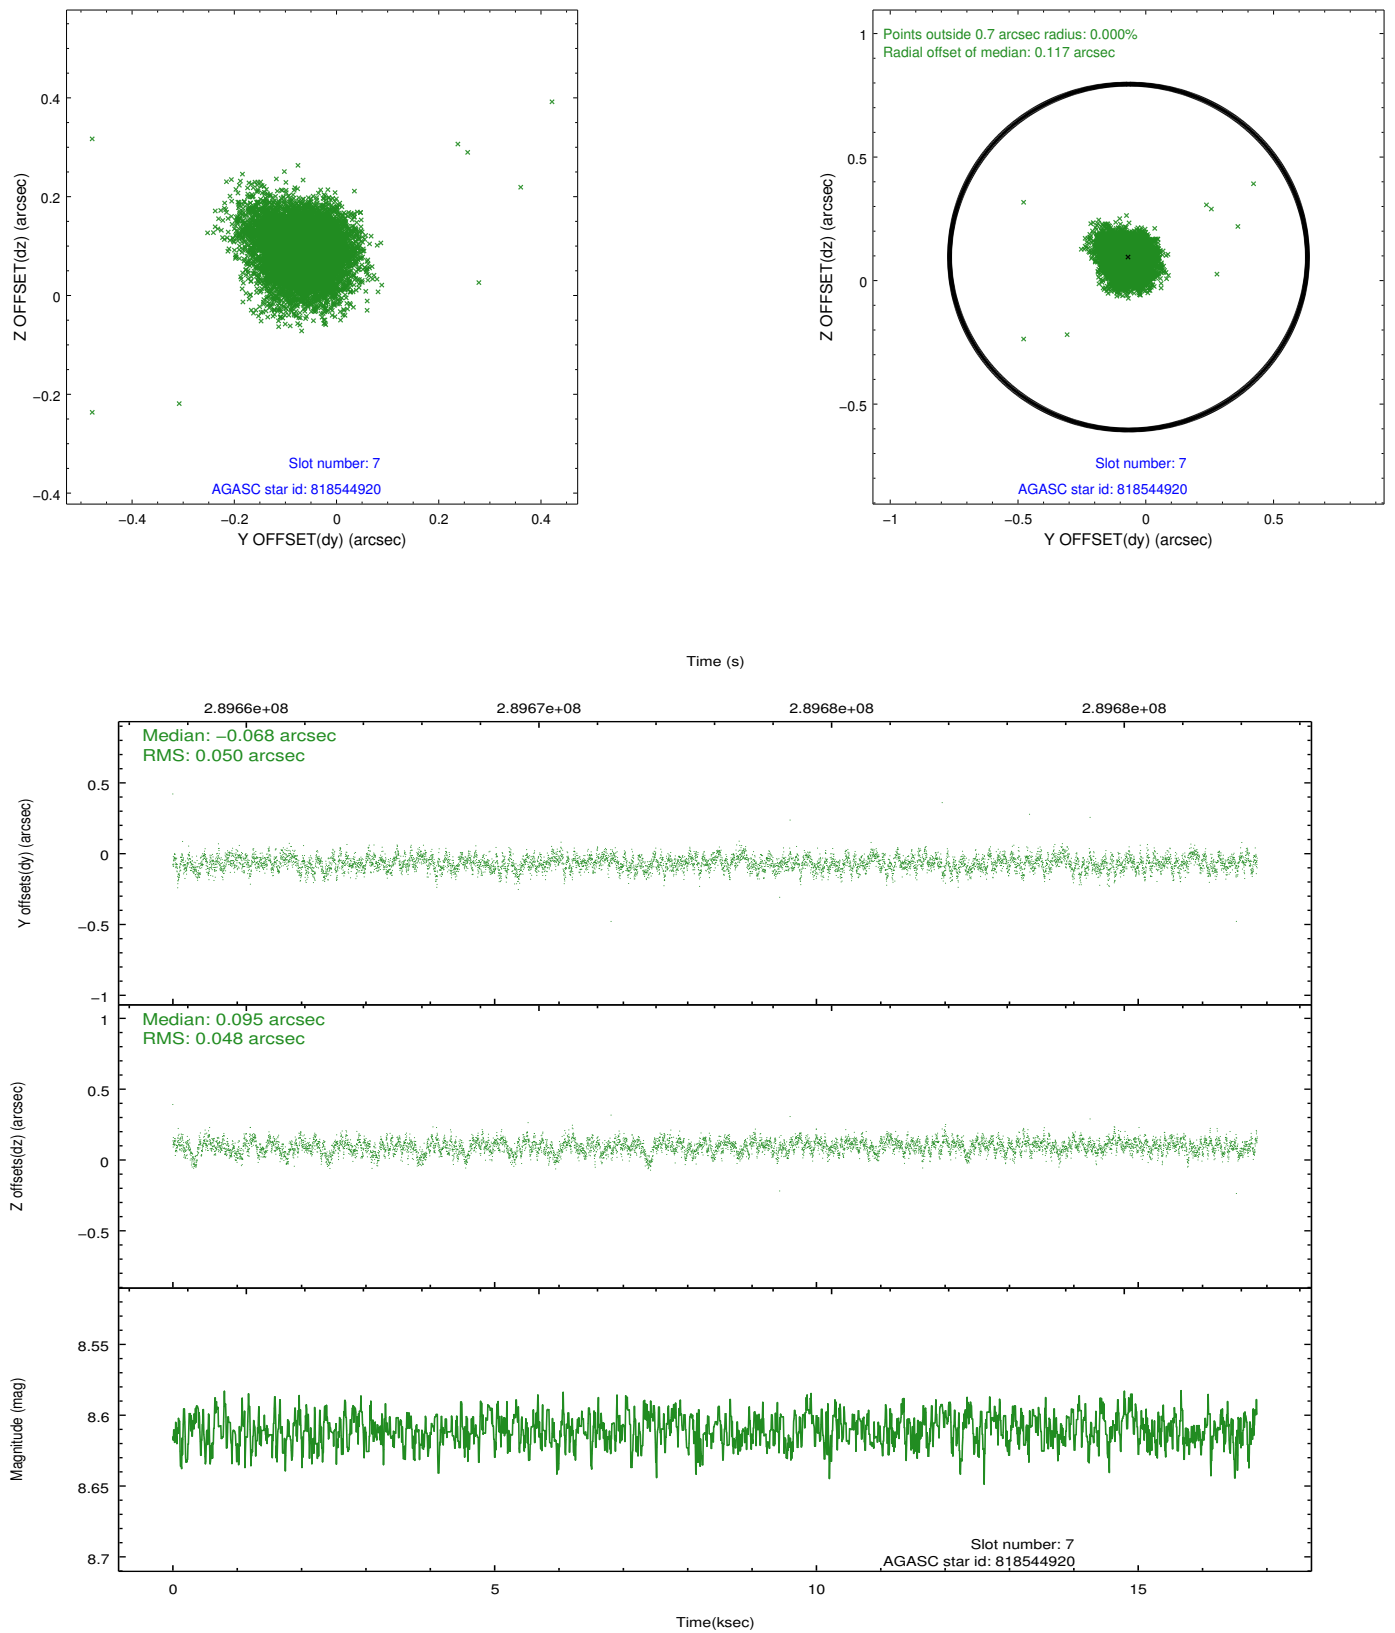 0.4
0.2
0
−0.2
−0.4
Z OFFSET(dz) (arcsec)
Slot number: 7
AGASC star id: 818544920
−0.4
−0.2
0
0.2
0.4
Y OFFSET(dy) (arcsec)
Points outside 0.7 arcsec radius: 0.000%
Radial offset of median: 0.117 arcsec
1
0.5
0
−0.5
Z OFFSET(dz) (arcsec)
Slot number: 7
AGASC star id: 818544920
−1
−0.5
0
0.5
Y OFFSET(dy) (arcsec)
Time (s)
2.8966e+08
2.8967e+08
2.8968e+08
2.8968e+08
Median: −0.068 arcsec
RMS: 0.050 arcsec
0.5
0
−0.5
−1
Y offsets(dy) (arcsec)
Median: 0.095 arcsec
RMS: 0.048 arcsec
1
0.5
0
−0.5
Z offsets(dz) (arcsec)
8.55
8.6
8.65
8.7
Magnitude (mag)
Slot number: 7
AGASC star id: 818544920
0
5
10
15
Time(ksec)